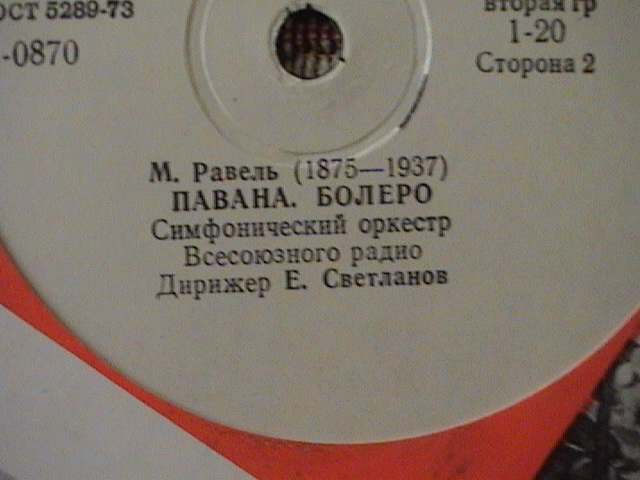 ГОСТ 5289-73
-0870
вторая гр
1-20
Сторона 2
М. Равель (1875—1937)
ПАВАНА. БОЛЕРО
Симфонический оркестр
Всесоюзного радио
Дирижер Е. Светланов